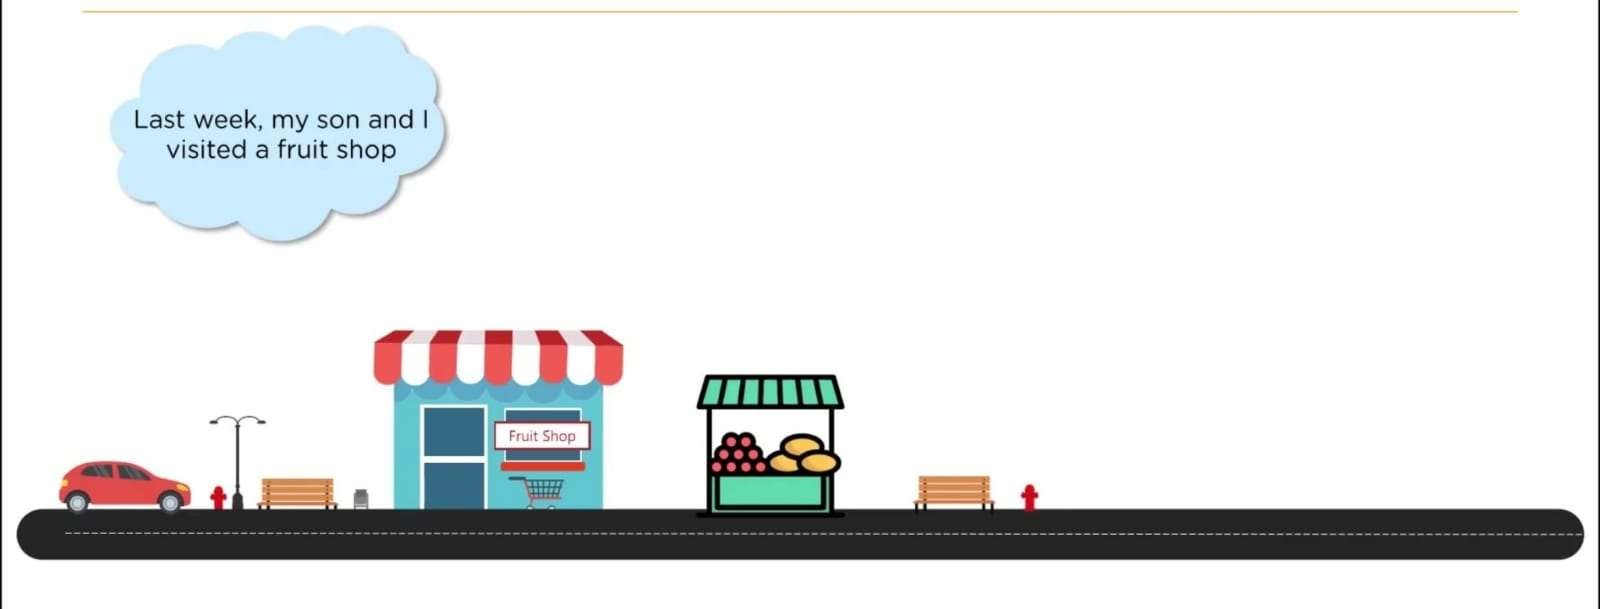 Last week, my son and I
visited a fruit shop
Fruit Shop